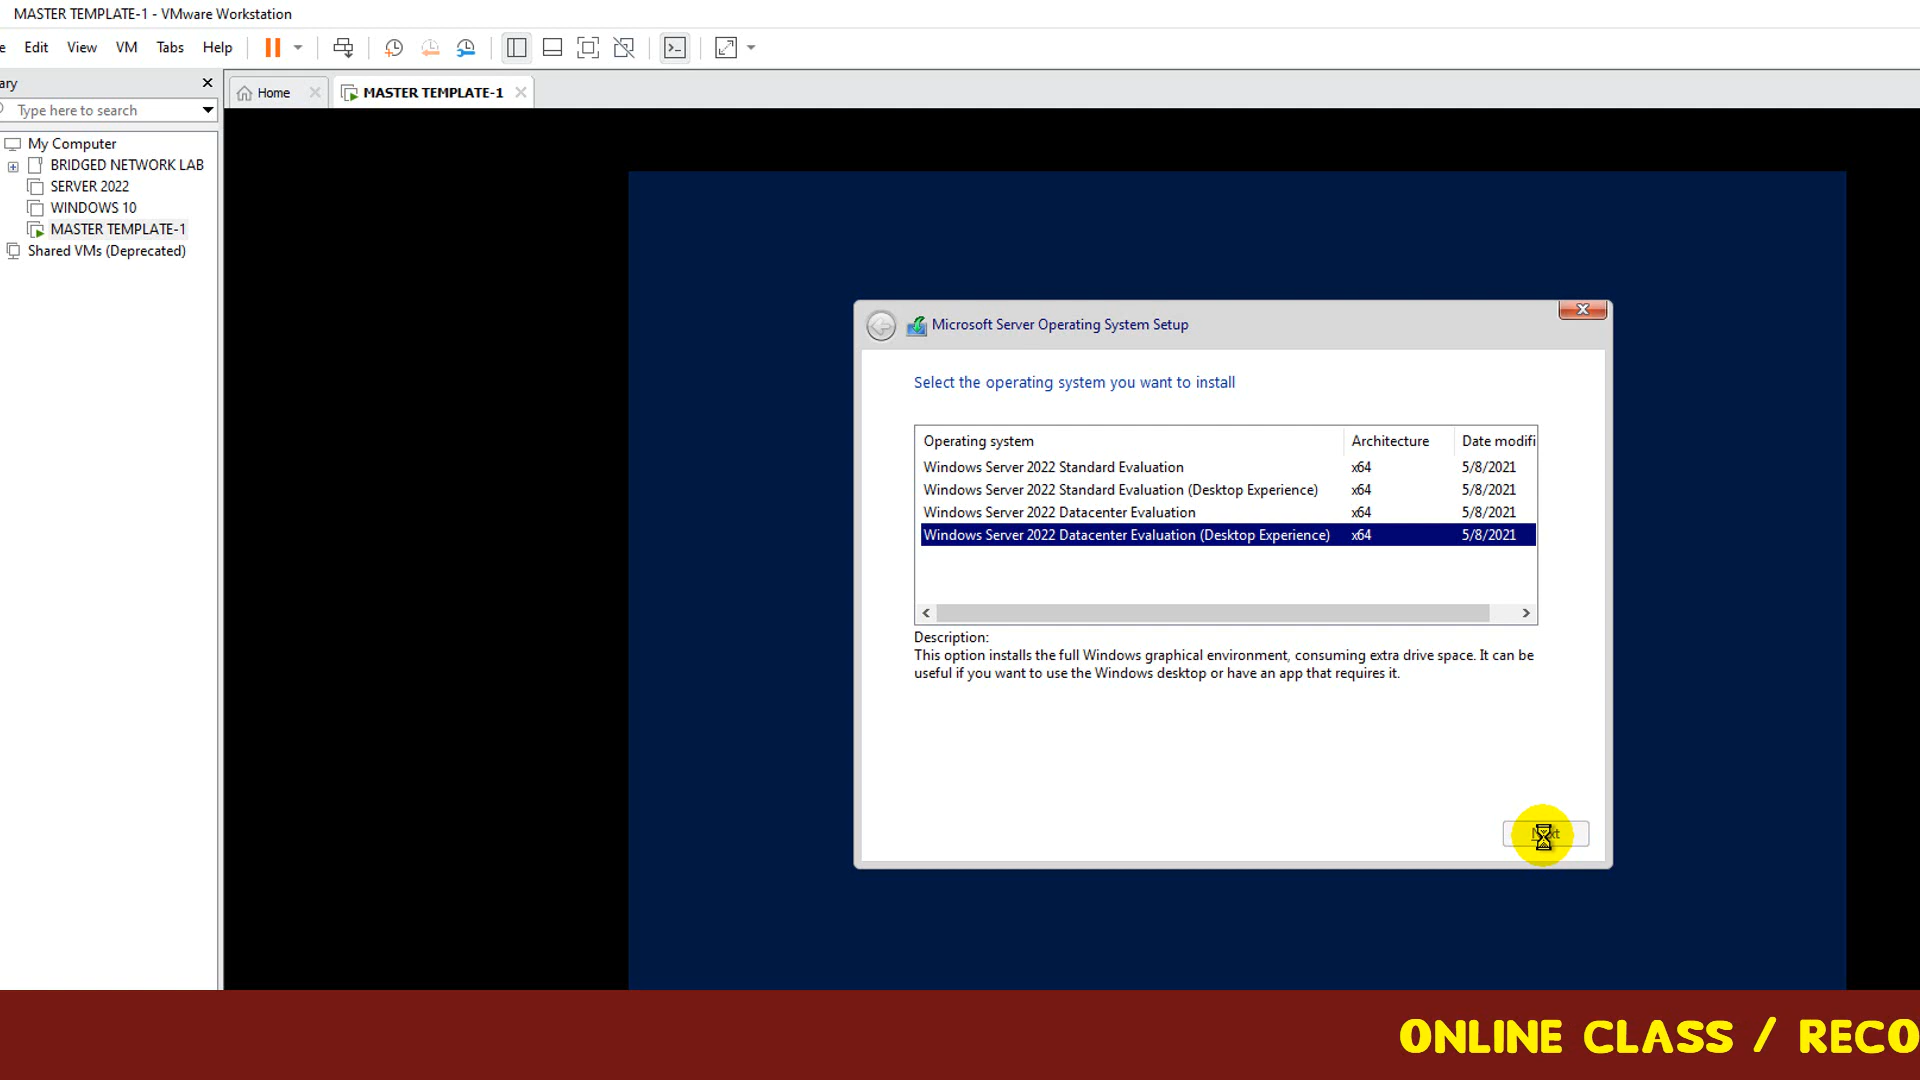 MASTER TEMPLATE-1 - VMware Workstation
e Edit View VM Tabs Help
ary
Type here to search
Home
MASTER TEMPLATE-1
My Computer
BRIDGED NETWORK LAB
SERVER 2022
WINDOWS 10
MASTER TEMPLATE-1
Shared VMs (Deprecated)
Microsoft Server Operating System Setup
Select the operating system you want to install
Operating system Architecture Date modifi
Windows Server 2022 Standard Evaluation x64 5/8/2021
Windows Server 2022 Standard Evaluation (Desktop Experience) x64 5/8/2021
Windows Server 2022 Datacenter Evaluation x64 5/8/2021
Windows Server 2022 Datacenter Evaluation (Desktop Experience) x64 5/8/2021
Description:
This option installs the full Windows graphical environment, consuming extra drive space. It can be
useful if you want to use the Windows desktop or have an app that requires it.
ONLINE CLASS / RECO